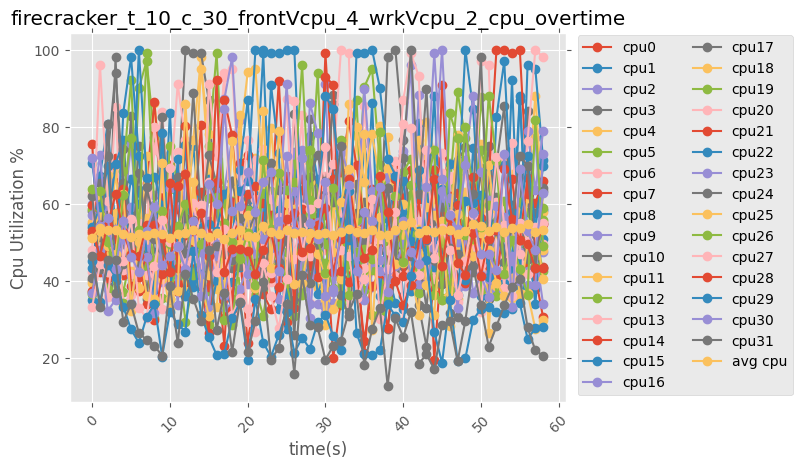 firecracker_t_10_c_30_frontVcpu_4_wrkVcpu_2_cpu_overtime
Cpu Utilization %
100
80
60
40
20
0
10
20
30
40
50
60
time(s)
cpu0
cpu1
cpu2
cpu3
cpu4
cpu5
cpu6
cpu7
cpu8
cpu9
cpu10
cpu11
cpu12
cpu13
cpu14
cpu15
cpu16
cpu17
cpu18
cpu19
cpu20
cpu21
cpu22
cpu23
cpu24
cpu25
cpu26
cpu27
cpu28
cpu29
cpu30
cpu31
avg cpu